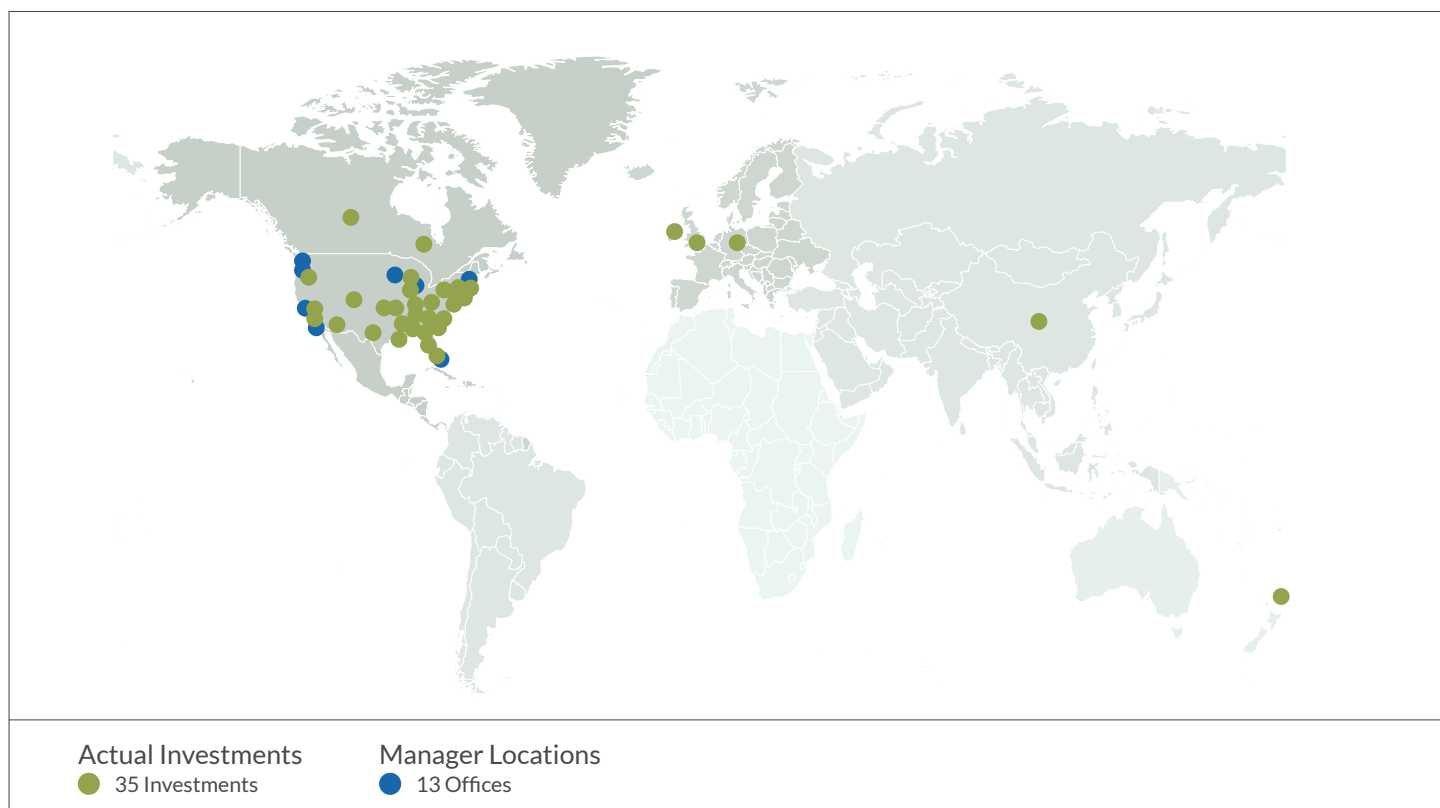 Actual Investments
35 Investments
Manager Locations
13 Offices